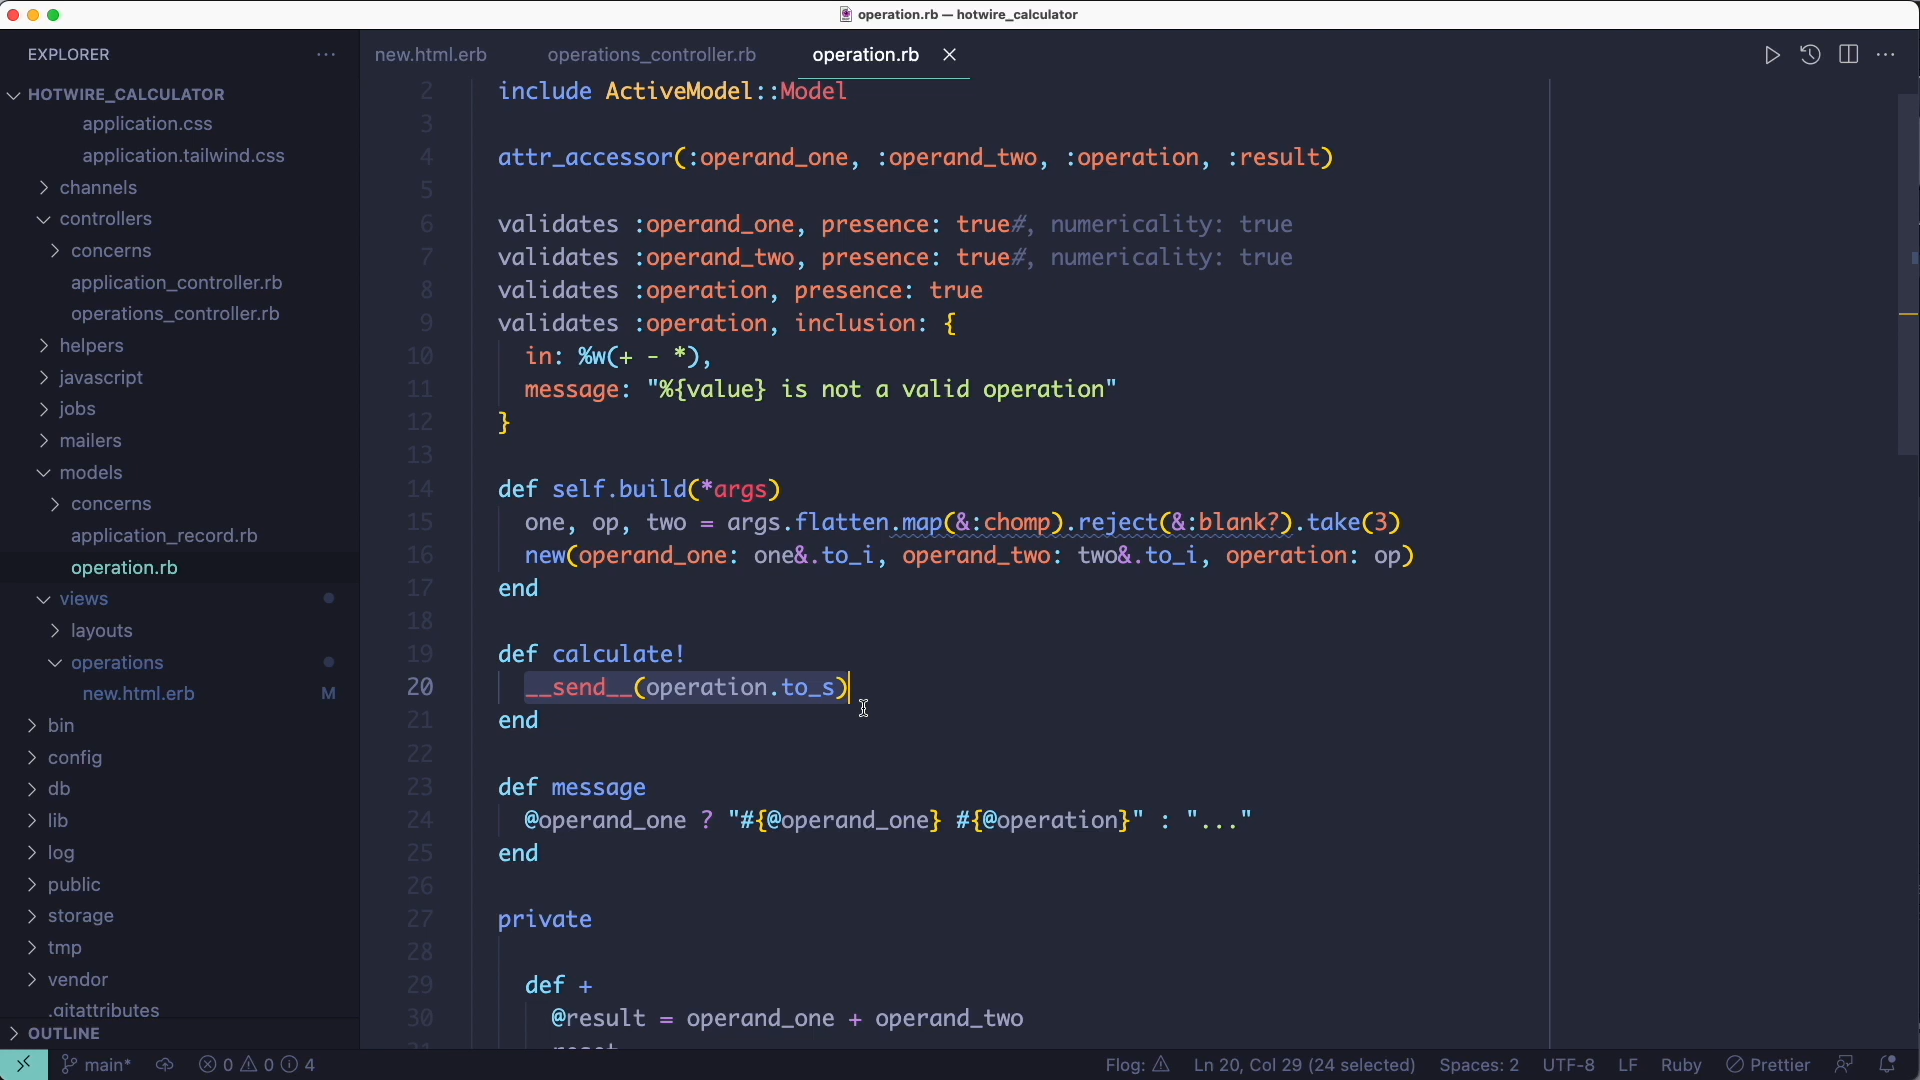 operation.rb — hotwire_calculator
EXPLORER
HOTWIRE_CALCULATOR
application.css
application.tailwind.css
channels
controllers
concerns
application_controller.rb
operations_controller.rb
helpers
javascript
jobs
mailers
models
concerns
application_record.rb
operation.rb
views
layouts
operations
new.html.erb M
bin
config
db
lib
log
public
storage
tmp
vendor
.gitattributes
OUTLINE
new.html.erb operations_controller.rb operation.rb
2 include ActiveModel::Model
3
4 attr_accessor(:operand_one, :operand_two, :operation, :result)
5
6 validates :operand_one, presence: true#, numericality: true
7 validates :operand_two, presence: true#, numericality: true
8 validates :operation, presence: true
9 validates :operation, inclusion: {
10 in: %w(+ - *),
11 message: "%{value} is not a valid operation"
12 }
13
14 def self.build(*args)
15 one, op, two = args.flatten.map(&:chomp).reject(&:blank?).take(3)
16 new(operand_one: one&.to_i, operand_two: two&.to_i, operation: op)
17 end
18
19 def calculate!
20 __send__(operation.to_s)
21 end
22
23 def message
24 @operand_one ? "#{@operand_one} #{@operation}" : "..."
25 end
26
27 private
28
29 def +
30 @result = operand_one + operand_two
main* 0 0 4
Flog: Ln 20, Col 29 (24 selected) Spaces: 2 UTF-8 LF Ruby Prettier